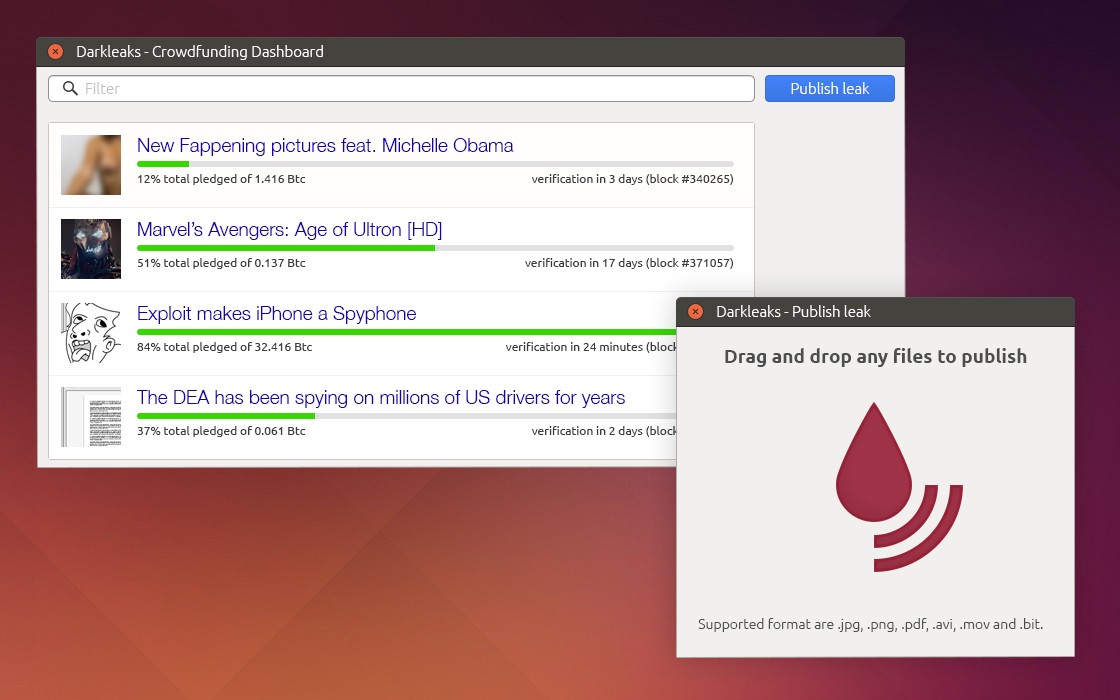 Darkleaks - Crowdfunding Dashboard
Filter
Publish leak
New Fappening pictures feat. Michelle Obama
12% total pledged of 1.416 Btc verification in 3 days (block #340265)
Marvel's Avengers: Age of Ultron [HD]
51% total pledged of 0.137 Btc verification in 17 days (block #371057)
Exploit makes iPhone a Spyphone
84% total pledged of 32.416 Btc verification in 24 minutes (block
The DEA has been spying on millions of US drivers for years
37% total pledged of 0.061 Btc verification in 2 days (block
Darkleaks - Publish leak
Drag and drop any files to publish
Supported format are .jpg, .png, .pdf, .avi, .mov and .bit.